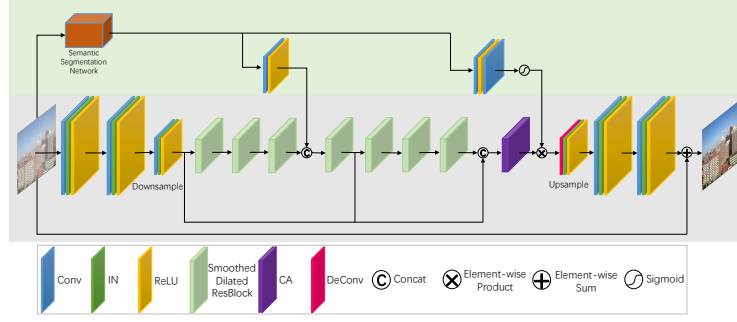 Semantic
Segmentation
Network
C
C
Downsample
Upsample
Conv
IN
ReLU
Smoothed
Dilated
ResBlock
CA
DeConv
C Concat
Element-wise
Product
Element-wise
Sum
Sigmoid